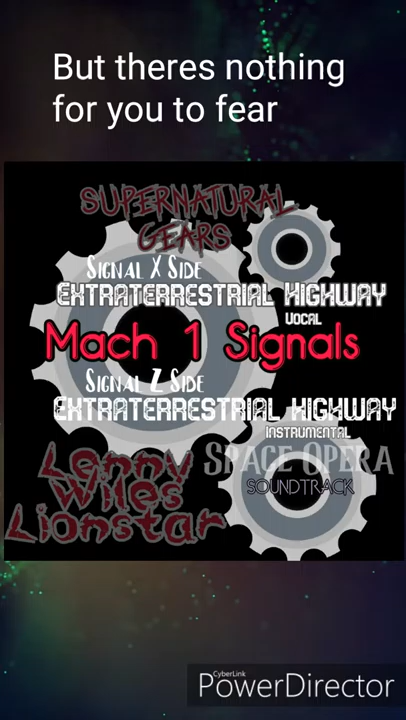 But theres nothing
for you to fear
SUPERNATURAL
GEARS
SIGNAL X SIDE
EXTRATERRESTRIAL HIGHWAY
VOCAL
Mach 1 Signals
SIGNAL Z SIDE
EXTRATERRESTRIAL HIGHWAY
INSTRUMENTAL
SPACE OPERA
SOUNDTRACK
Lenny
Wiles
Lionstar
CyberLink
PowerDirector